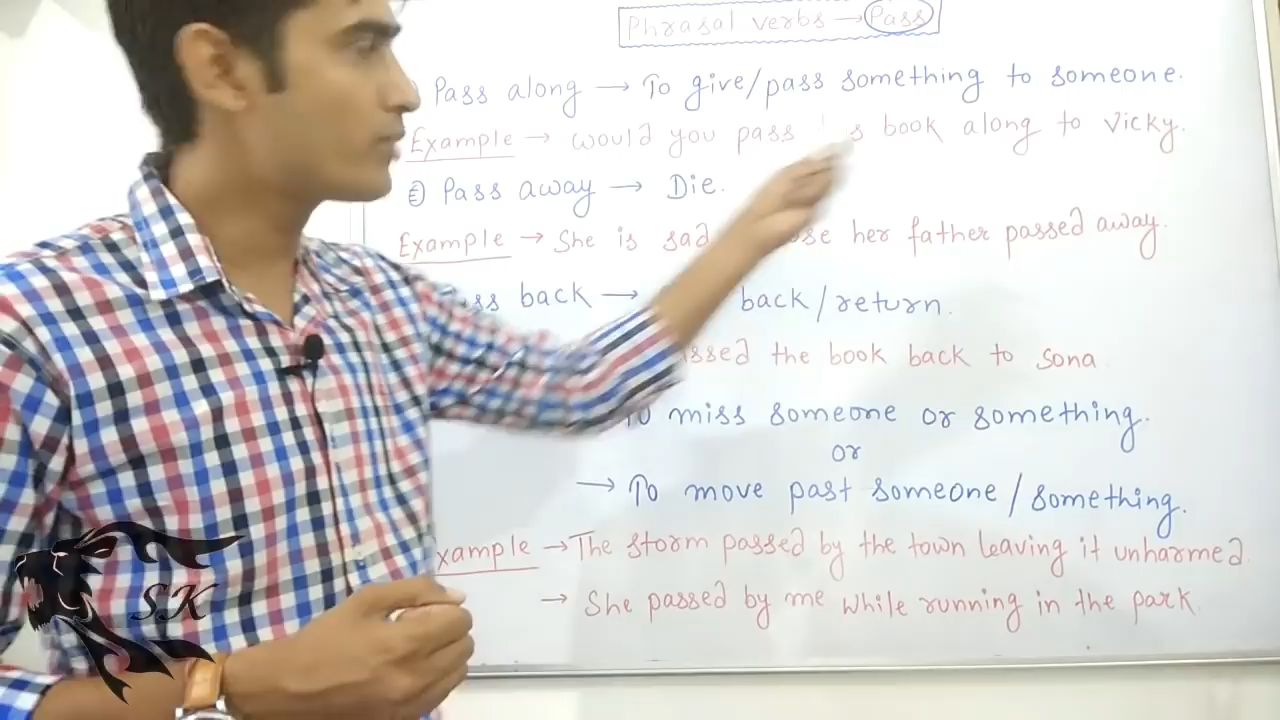 Phrasal verbs → Pass
Pass along → To give/pass something to someone.
Example → would you pass book along to Vicky.
② Pass away → Die.
Example → She is sad her father passed away.
back → back/return.
the book back to Sona
To miss someone or something.
or
→ To move past someone/something.
Example → The storm passed by the town leaving it unharmed.
→ She passed by me while running in the park.
SK